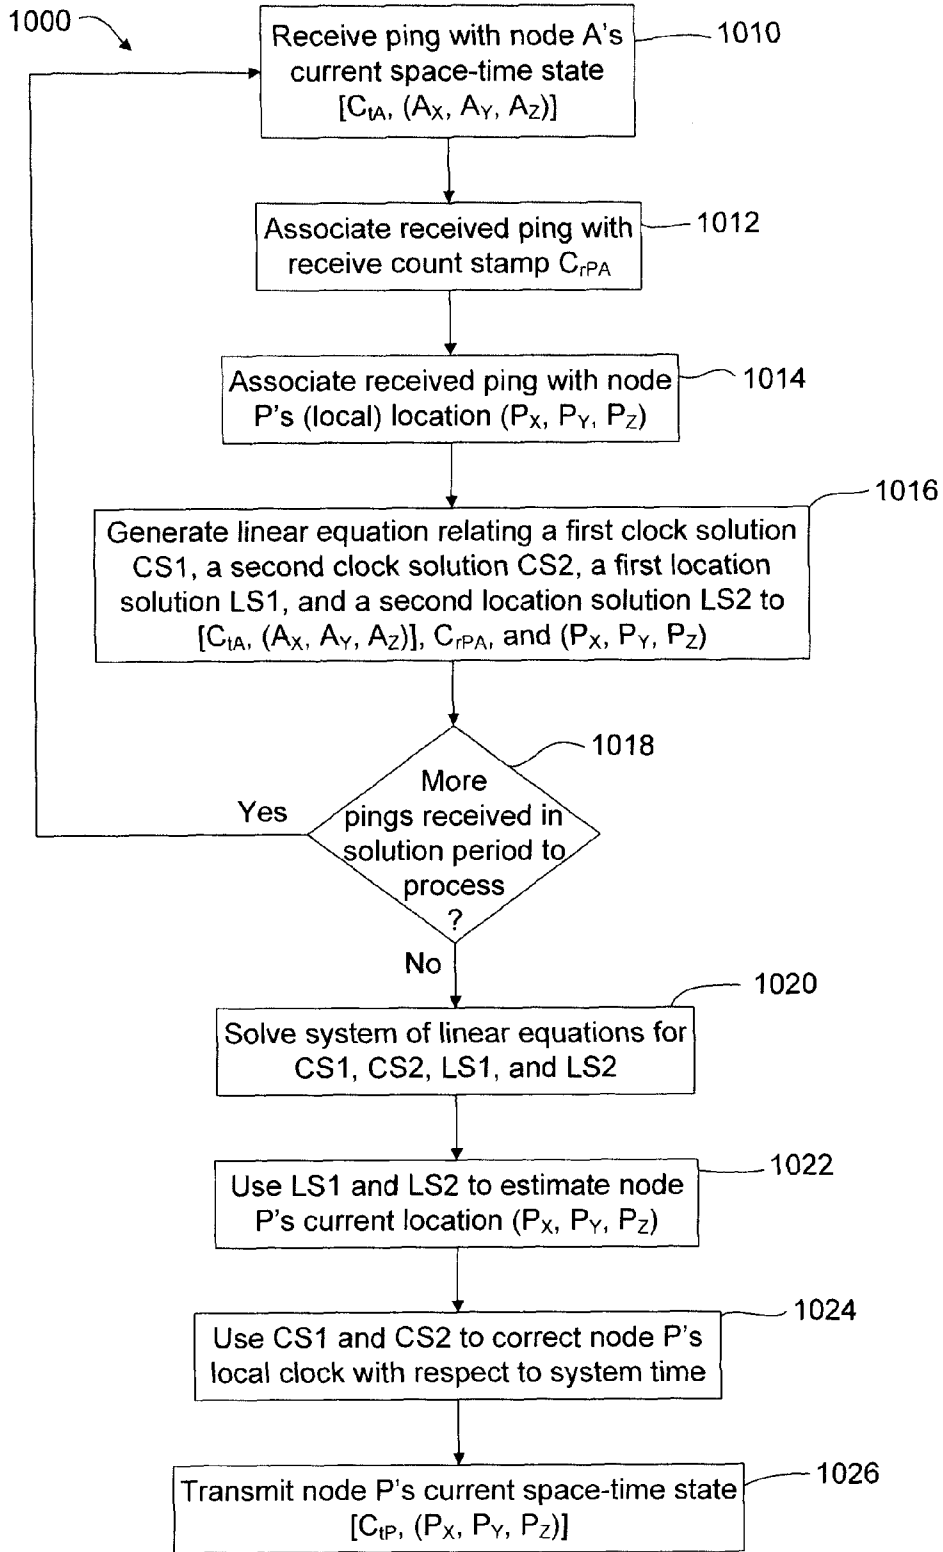 1000
Receive ping with node A's
current space-time state
[CtA, (AX, AY, AZ)]
1010
Associate received ping with
receive count stamp CrPA
1012
Associate received ping with node
P's (local) location (PX, PY, PZ)
1014
Generate linear equation relating a first clock solution
CS1, a second clock solution CS2, a first location
solution LS1, and a second location solution LS2 to
[CtA, (AX, AY, AZ)], CrPA, and (PX, PY, PZ)
1016
More
pings received in
solution period to
process
?
1018
Yes
No
Solve system of linear equations for
CS1, CS2, LS1, and LS2
1020
Use LS1 and LS2 to estimate node
P's current location (PX, PY, PZ)
1022
Use CS1 and CS2 to correct node P's
local clock with respect to system time
1024
Transmit node P's current space-time state
[CtP, (PX, PY, PZ)]
1026